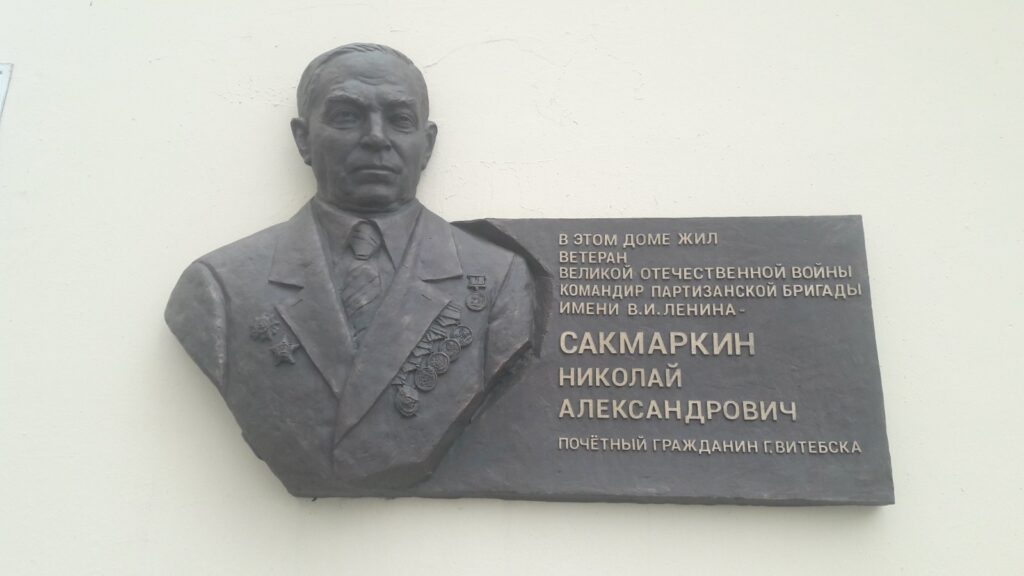 В ЭТОМ ДОМЕ ЖИЛ
ВЕТЕРАН
ВЕЛИКОЙ ОТЕЧЕСТВЕННОЙ ВОЙНЫ
КОМАНДИР ПАРТИЗАНСКОЙ БРИГАДЫ
ИМЕНИ В.И.ЛЕНИНА-
САКМАРКИН
НИКОЛАЙ
АЛЕКСАНДРОВИЧ
ПОЧЁТНЫЙ ГРАЖДАНИН Г.ВИТЕБСКА